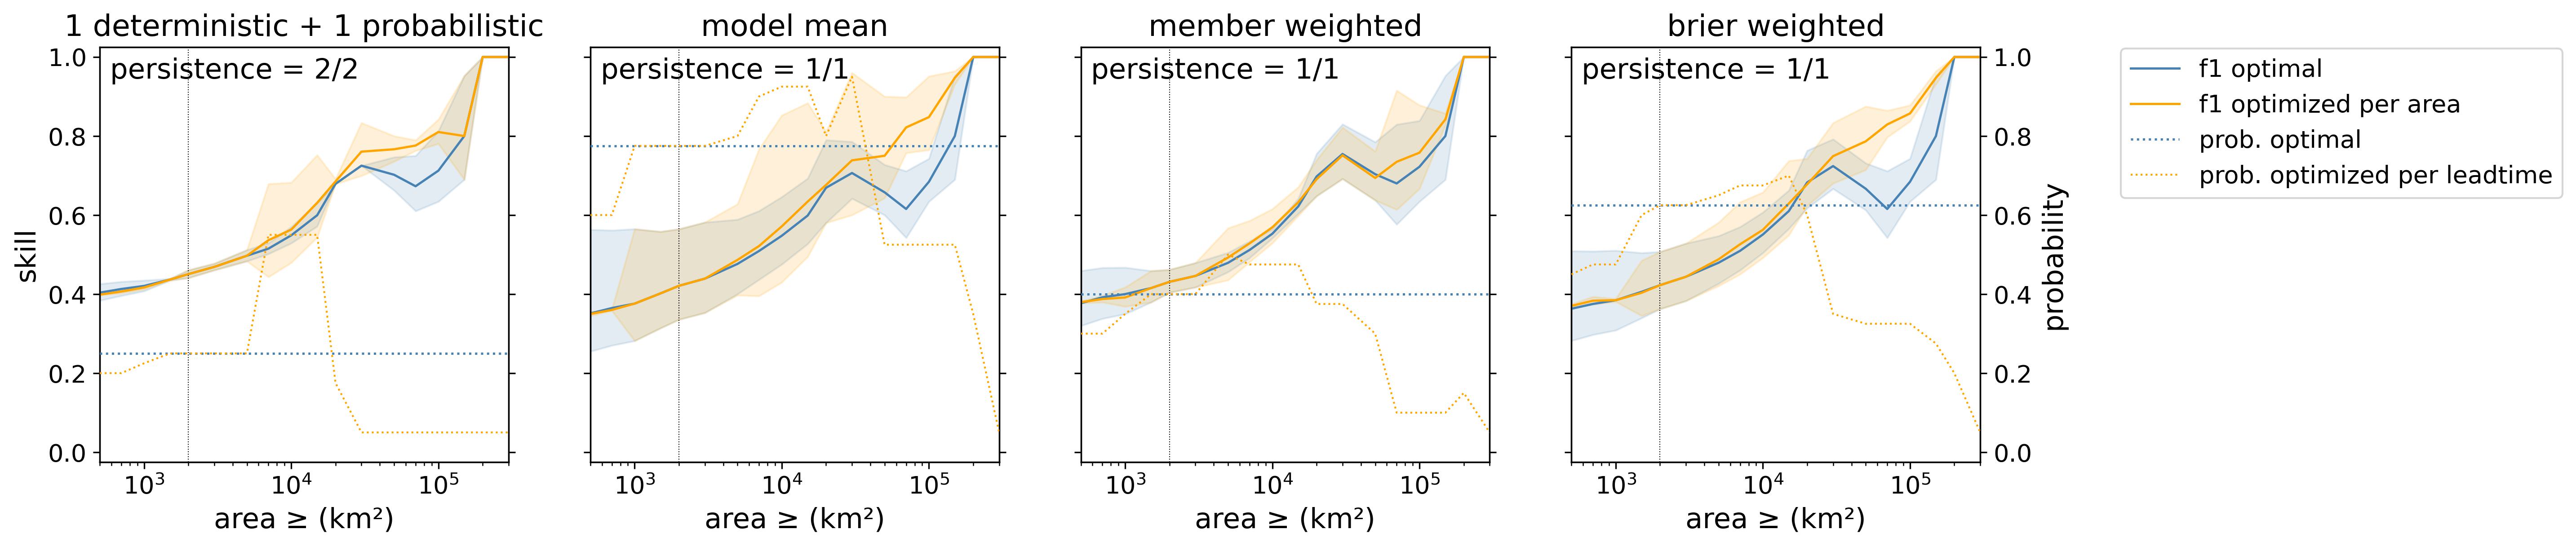 1 deterministic + 1 probabilistic
model mean
member weighted
brier weighted
persistence = 2/2
persistence = 1/1
persistence = 1/1
persistence = 1/1
skill
1.0
0.8
0.6
0.4
0.2
0.0
10³ 10⁴ 10⁵
area ≥ (km²)
10³ 10⁴ 10⁵
area ≥ (km²)
10³ 10⁴ 10⁵
area ≥ (km²)
10³ 10⁴ 10⁵
area ≥ (km²)
1.0
0.8
0.6
0.4
0.2
0.0
probability
f1 optimal
f1 optimized per area
prob. optimal
prob. optimized per leadtime